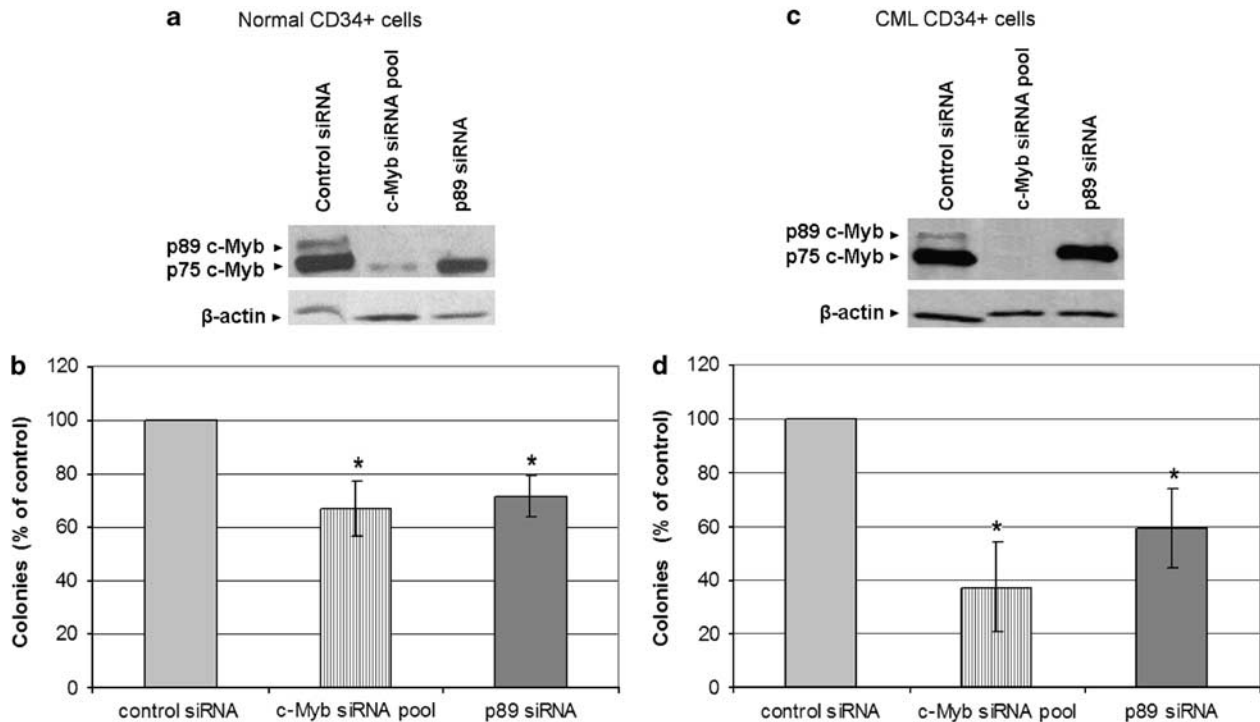 a Normal CD34+ cells
Control siRNA
c-Myb siRNA pool
p89 siRNA
p89 c-Myb ►
p75 c-Myb ►
β-actin ►
b
Colonies (% of control)
120
100
80
60
40
20
0
*
*
control siRNA
c-Myb siRNA pool
p89 siRNA
c CML CD34+ cells
Control siRNA
c-Myb siRNA pool
p89 siRNA
p89 c-Myb ►
p75 c-Myb ►
β-actin ►
d
Colonies (% of control)
120
100
80
60
40
20
0
*
*
control siRNA
c-Myb siRNA pool
p89 siRNA